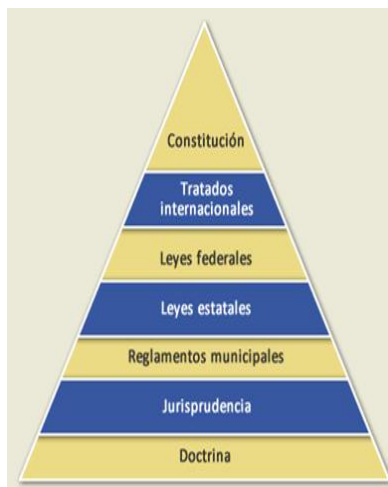 Constitución
Tratados
internacionales
Leyes federales
Leyes estatales
Reglamentos municipales
Jurisprudencia
Doctrina